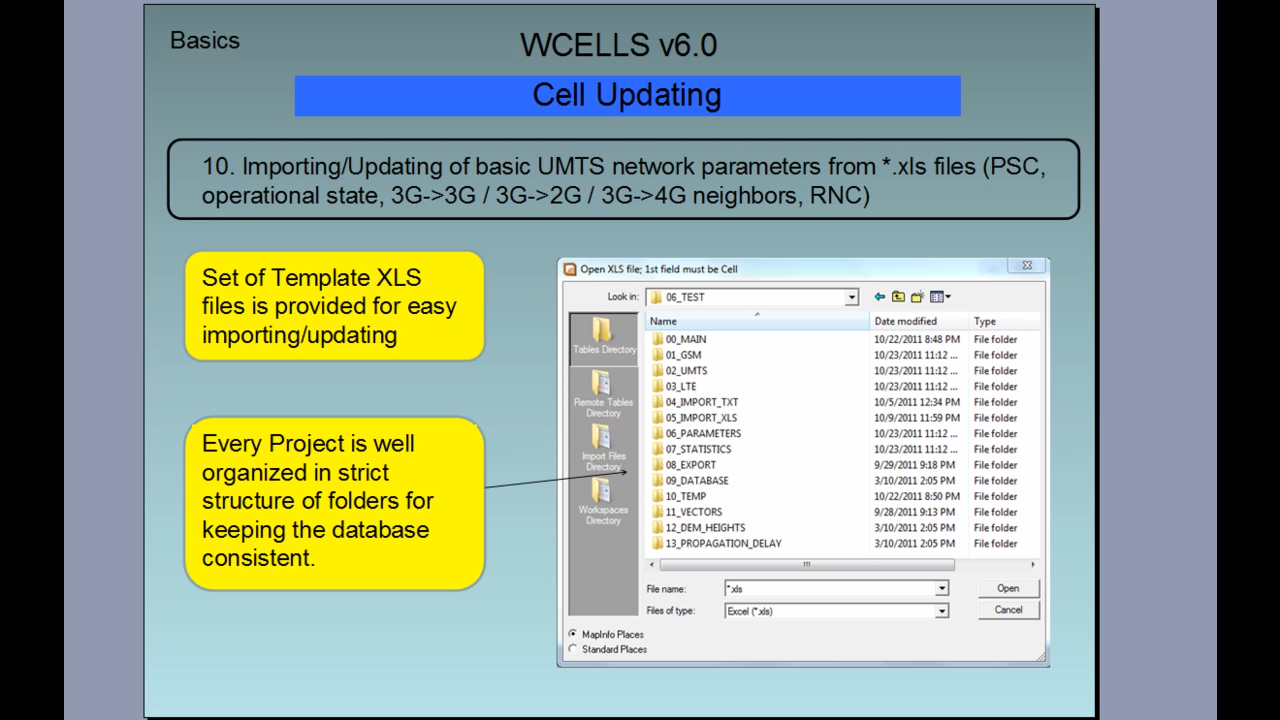 Basics
WCELLS v6.0
Cell Updating
10. Importing/Updating of basic UMTS network parameters from *.xls files (PSC,
operational state, 3G->3G / 3G->2G / 3G->4G neighbors, RNC)
Set of Template XLS
files is provided for easy
importing/updating
Every Project is well
organized in strict
structure of folders for
keeping the database
consistent.
Open XLS file; 1st field must be Cell
Look in: 06_TEST
Name Date modified Type
00_MAIN 10/22/2011 8:48 PM File folder
01_GSM 10/23/2011 11:12 ... File folder
02_UMTS 10/23/2011 11:12 ... File folder
03_LTE 10/23/2011 11:12 ... File folder
04_IMPORT_TXT 10/5/2011 12:34 PM File folder
05_IMPORT_XLS 10/9/2011 11:59 PM File folder
06_PARAMETERS 10/23/2011 11:12 ... File folder
07_STATISTICS 10/23/2011 11:12 ... File folder
08_EXPORT 9/29/2011 9:18 PM File folder
09_DATABASE 3/10/2011 2:05 PM File folder
10_TEMP 10/22/2011 8:50 PM File folder
11_VECTORS 9/28/2011 9:13 PM File folder
12_DEM_HEIGHTS 3/10/2011 2:05 PM File folder
13_PROPAGATION_DELAY 3/10/2011 2:05 PM File folder
Tables Directory
Remote Tables
Directory
Import Files
Directory
Workspaces
Directory
File name: *.xls Open
Files of type: Excel (*.xls) Cancel
MapInfo Places
Standard Places